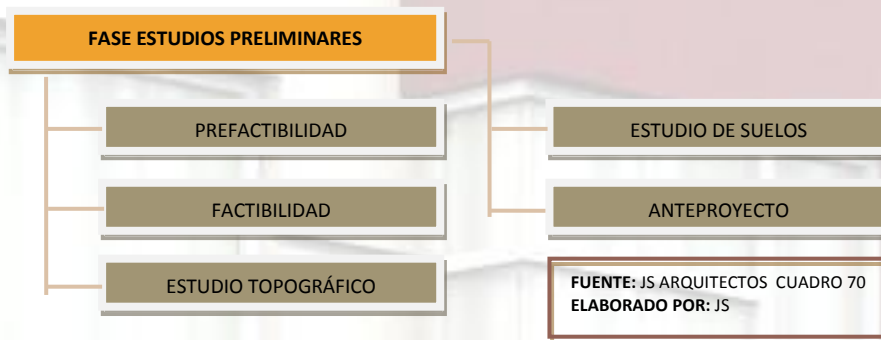 FASE ESTUDIOS PRELIMINARES
PREFACTIBILIDAD
FACTIBILIDAD
ESTUDIO TOPOGRÁFICO
ESTUDIO DE SUELOS
ANTEPROYECTO
FUENTE: JS ARQUITECTOS CUADRO 70
ELABORADO POR: JS